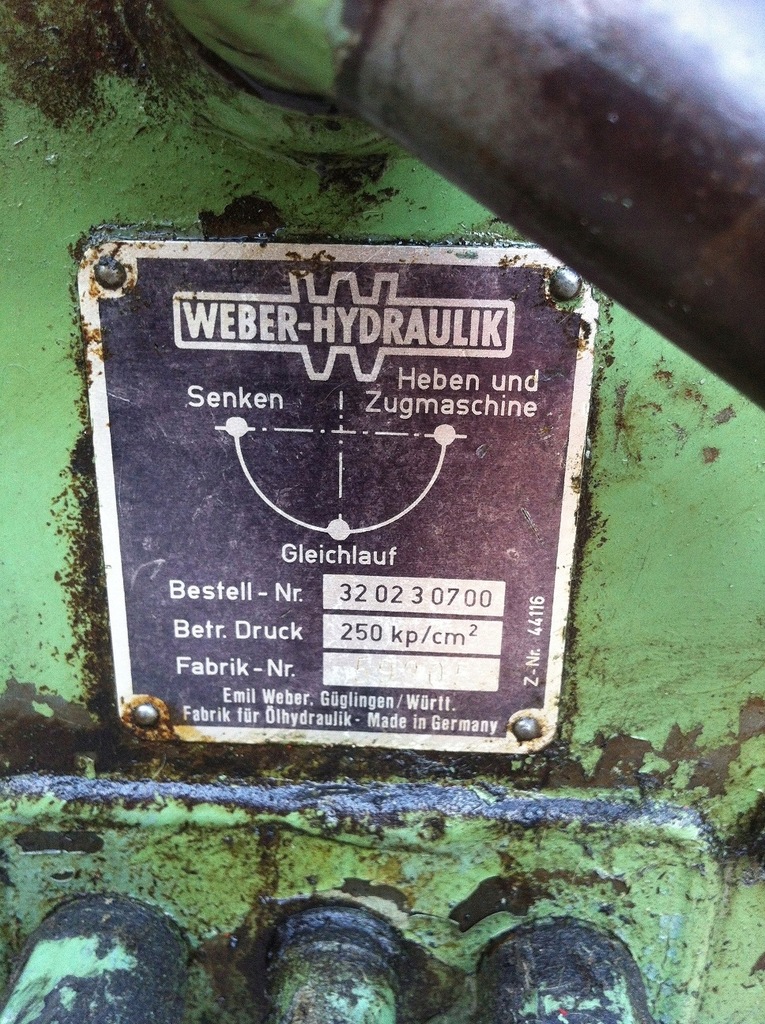 WEBER-HYDRAULIK
Senken
Heben und
Zugmaschine
Gleichlauf
Bestell - Nr. 32 02 3 0700
Betr. Druck 250 kp/cm²
Fabrik - Nr.
Z-Nr. 44116
Emil Weber, Güglingen/Württ.
Fabrik für Ölhydraulik - Made in Germany